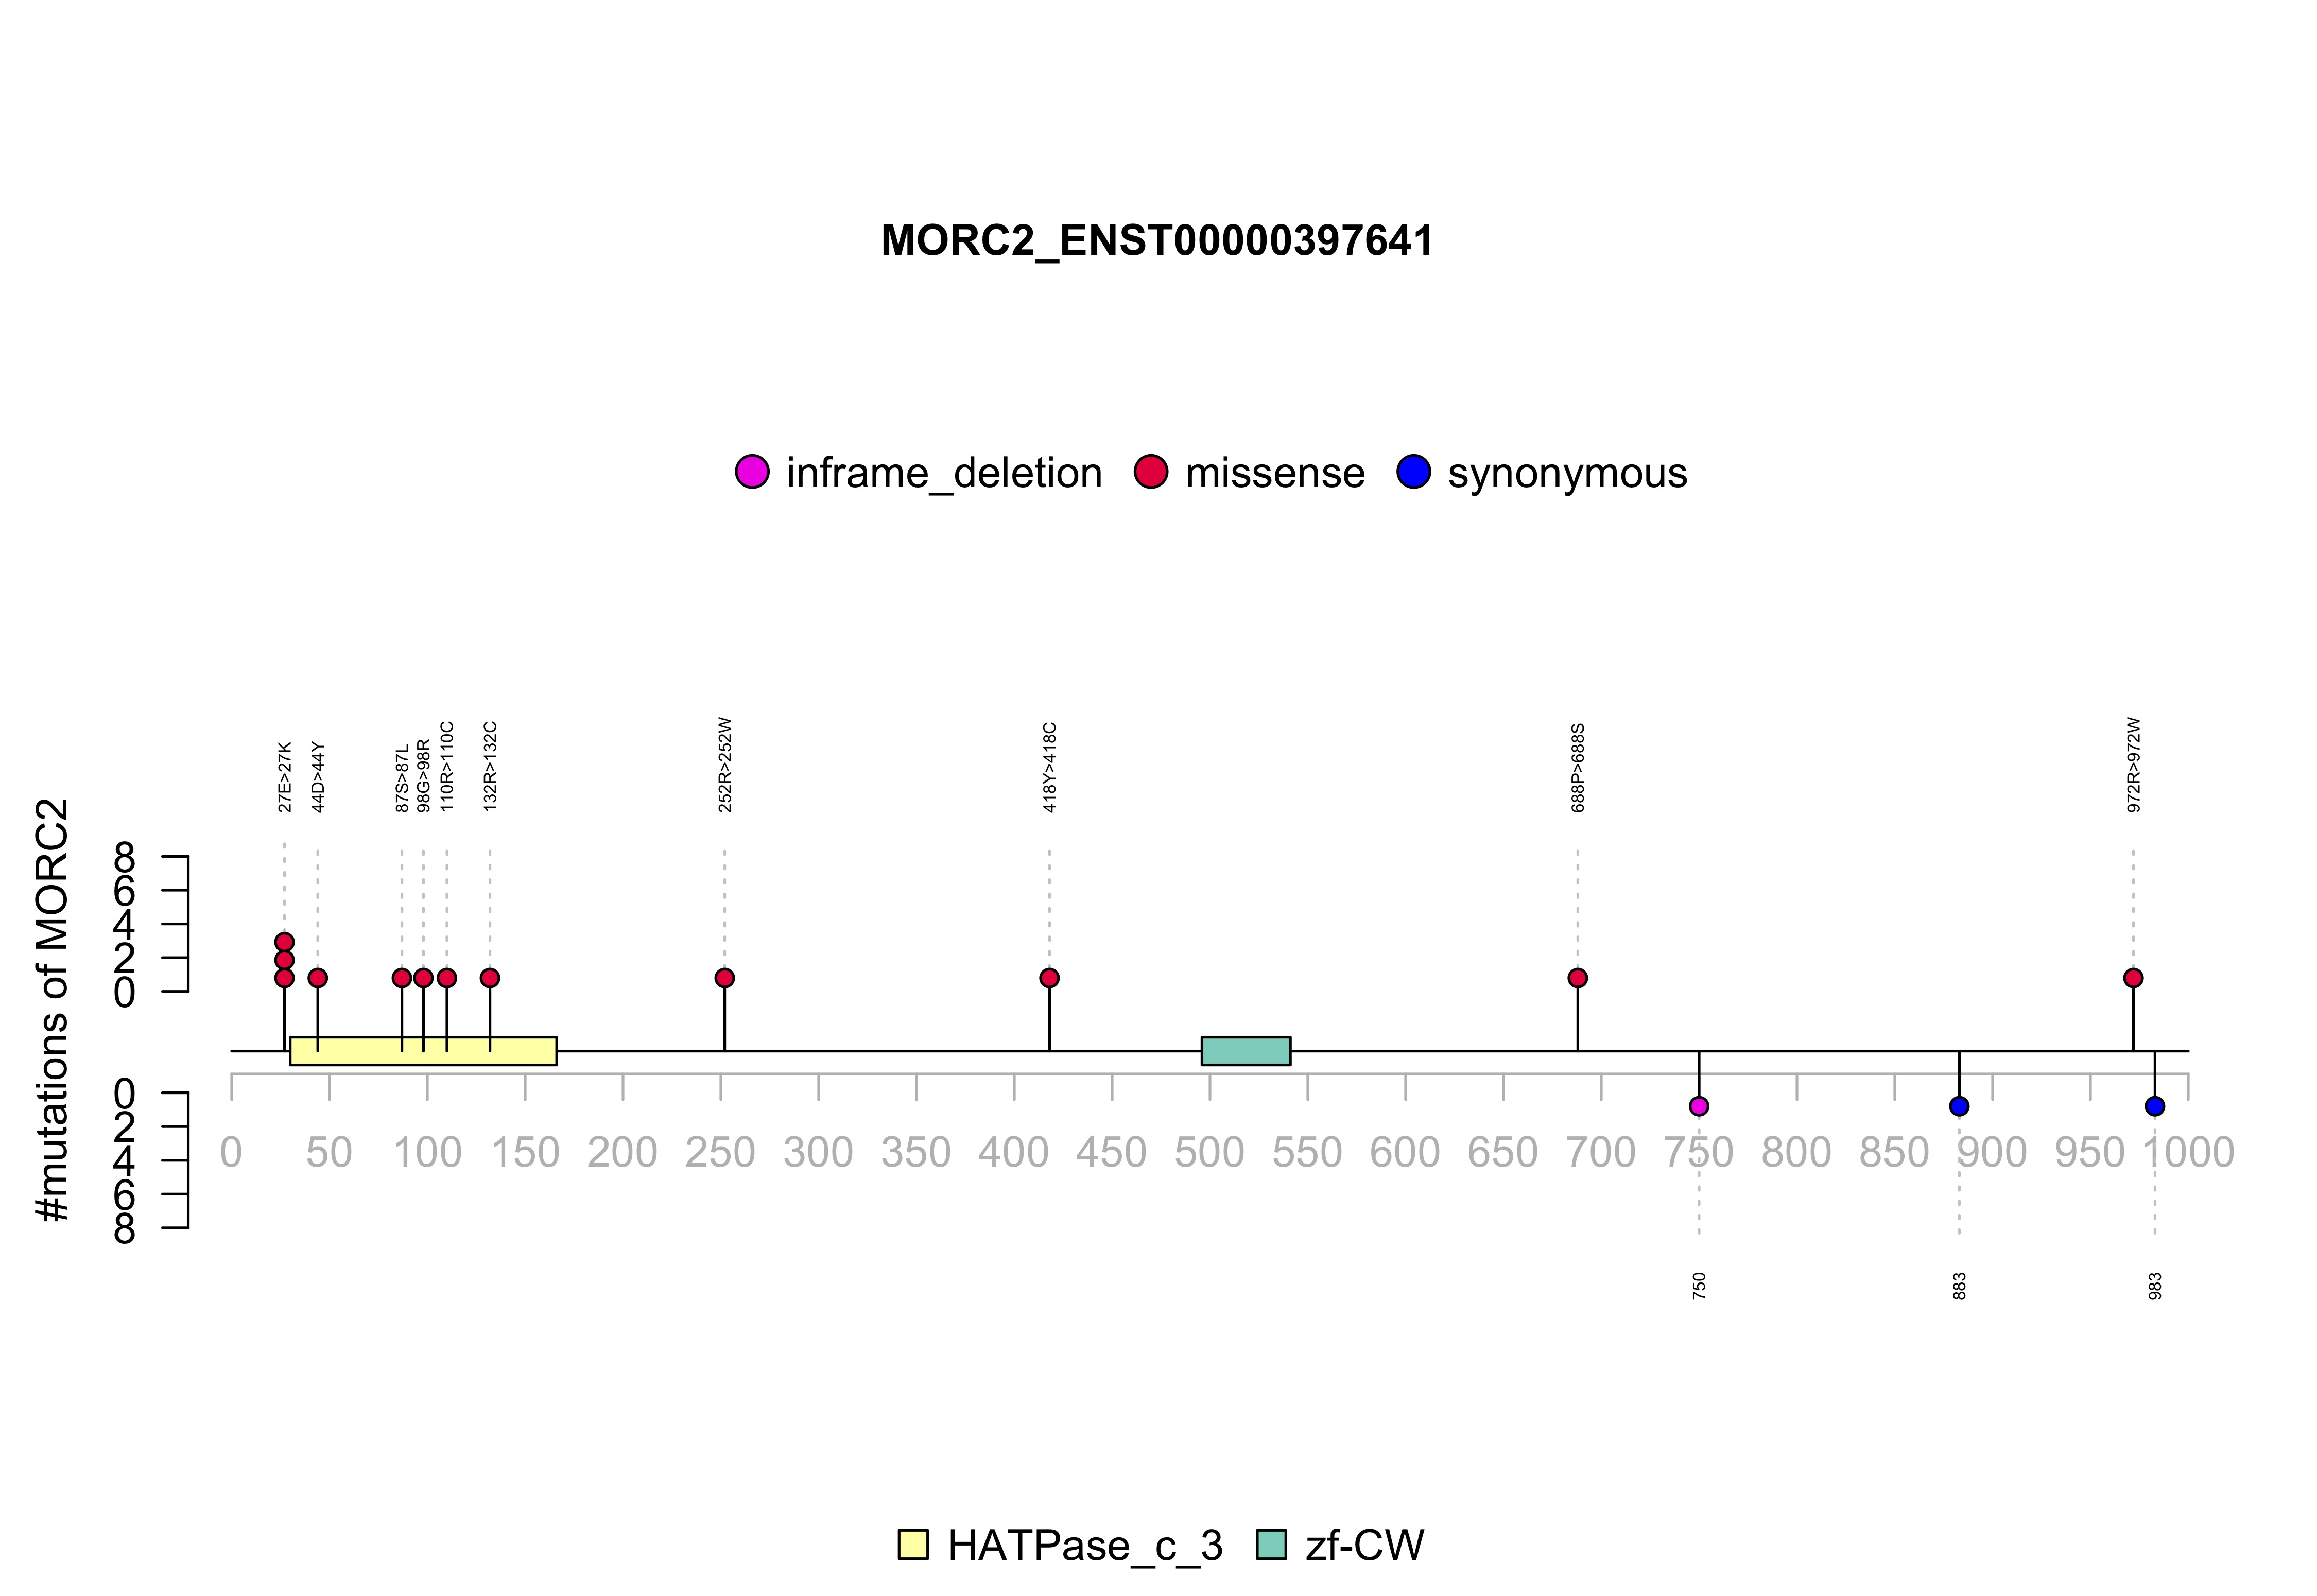 MORC2_ENST00000397641
inframe_deletion missense synonymous
27E>27K
44D>44Y
87S>87L
98G>98R
110R>110C
132R>132C
252R>252W
418Y>418C
688P>688S
972R>972W
#mutations of MORC2
8
6
4
2
0
0
2
4
6
8
0 50 100 150 200 250 300 350 400 450 500 550 600 650 700 750 800 850 900 950 1000
750
883
983
HATPase_c_3 zf-CW